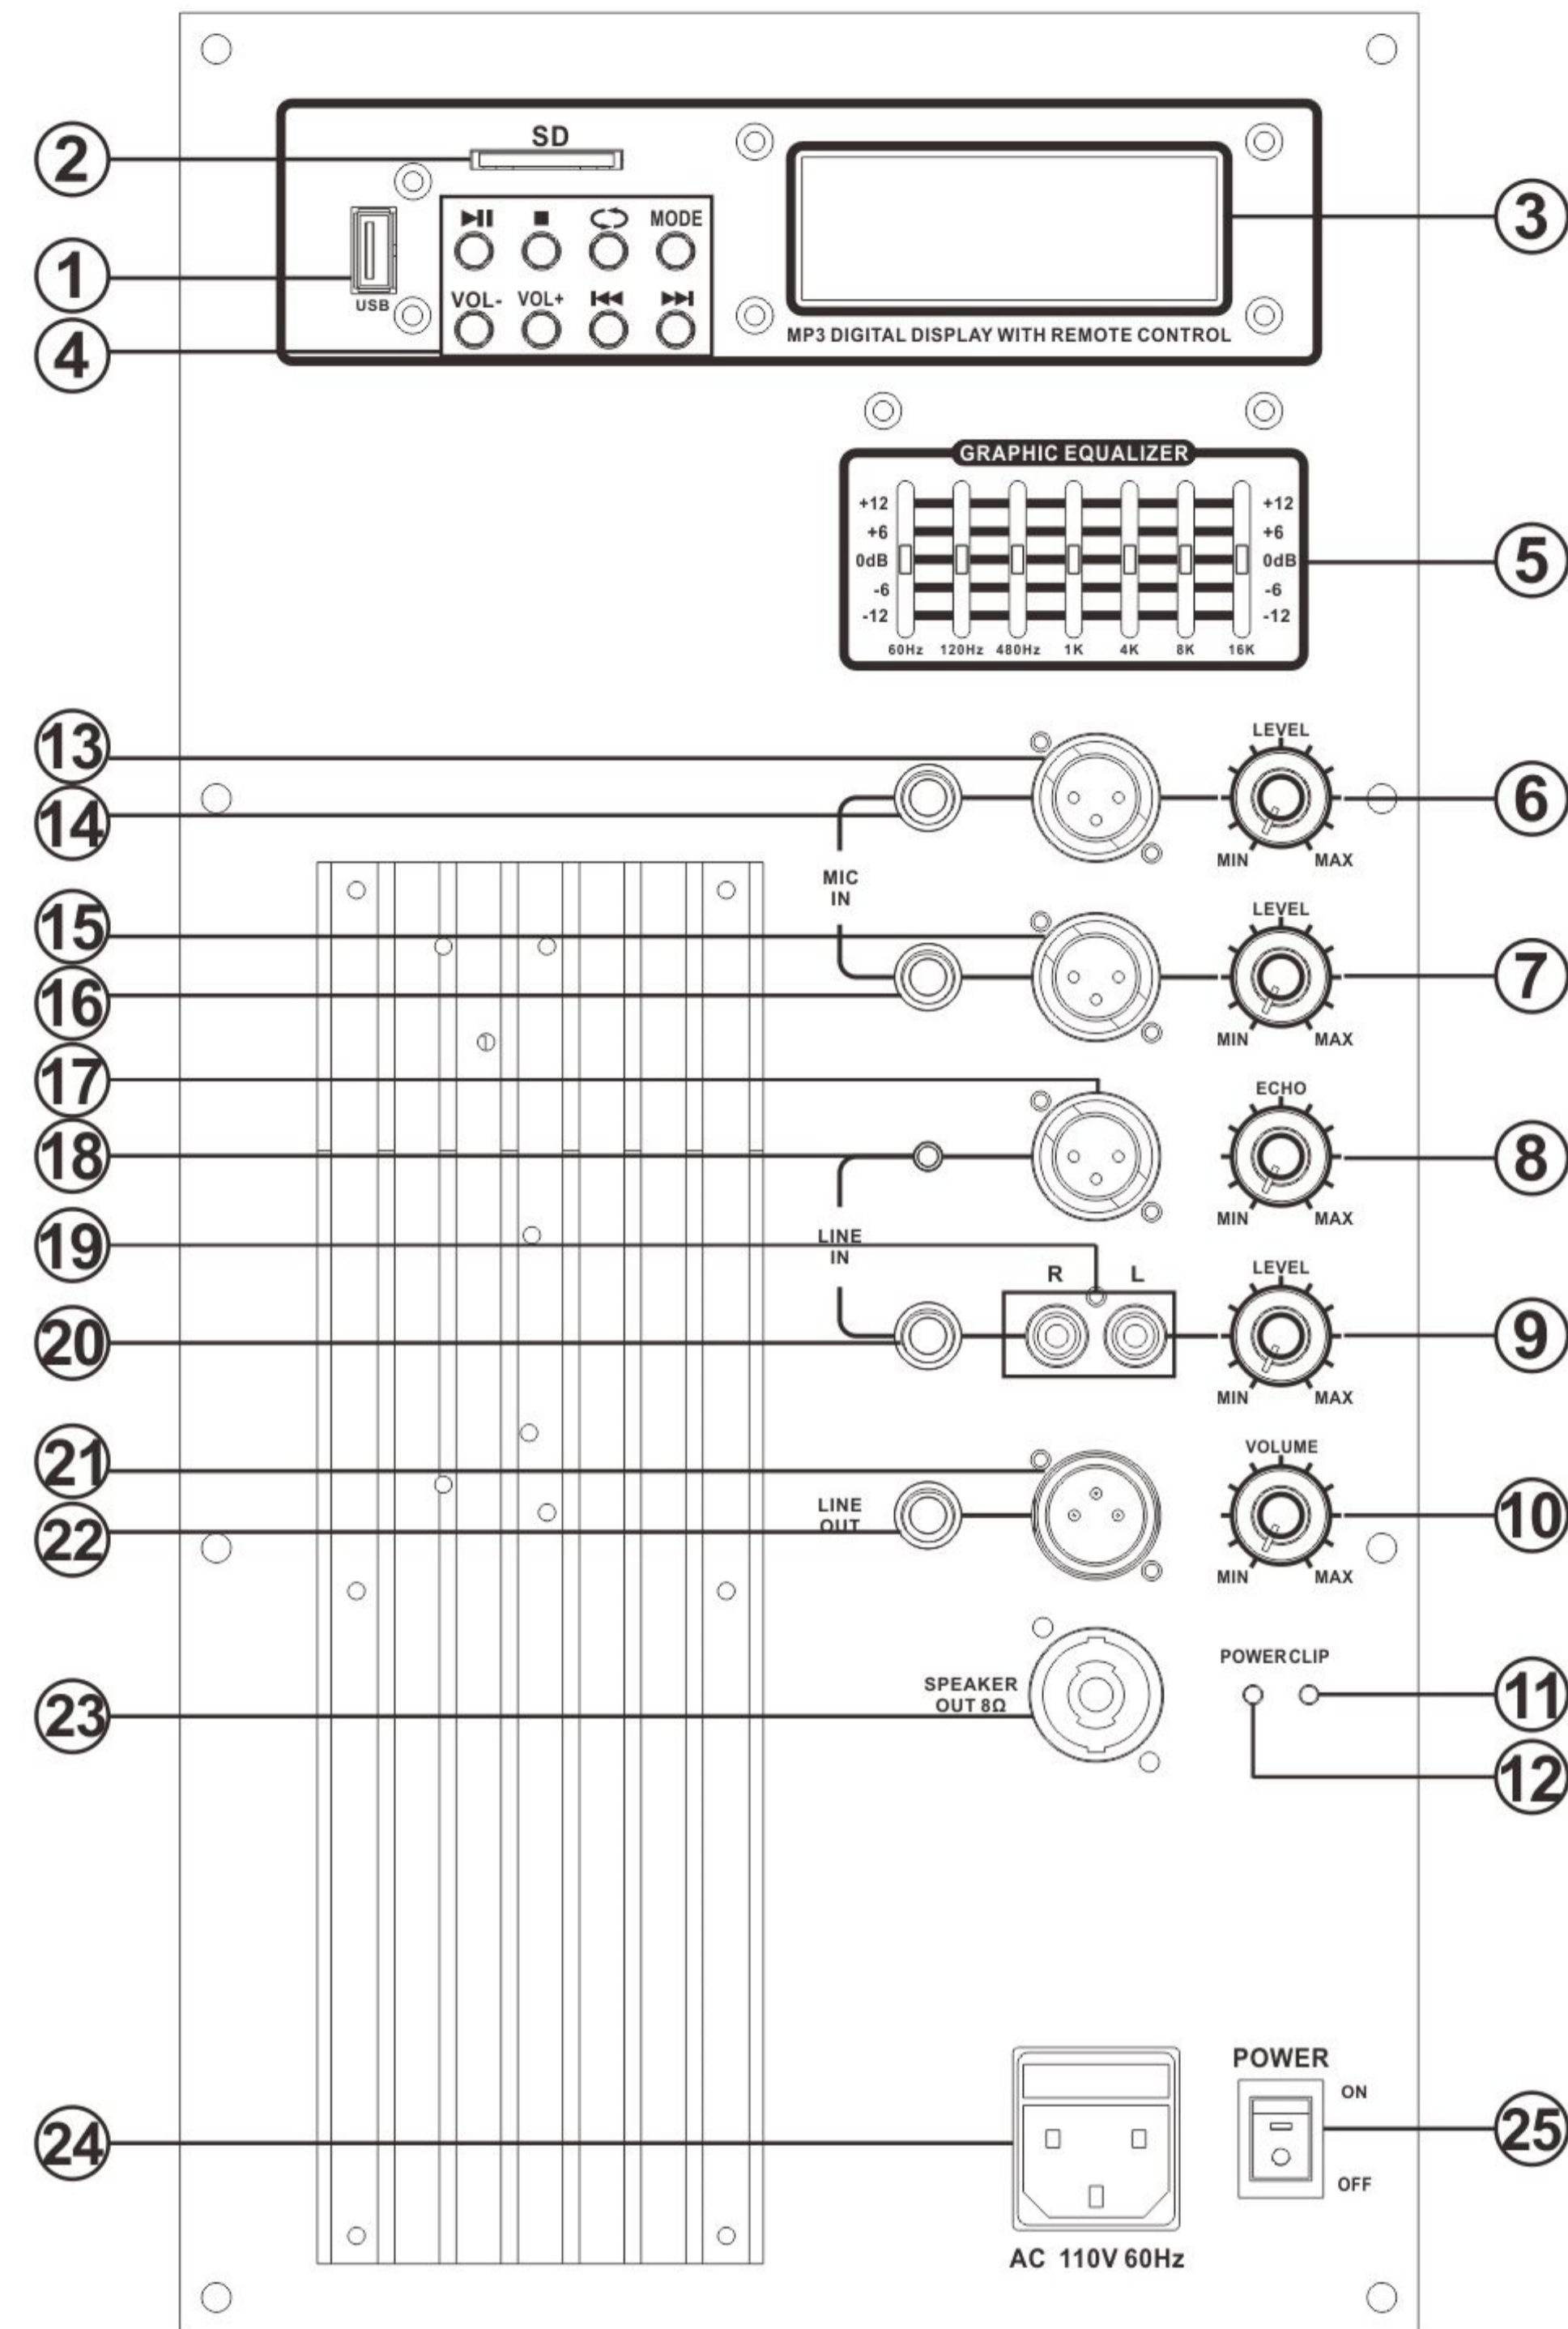 SD
2
MODE
3
1
USB
VOL-
VOL+
4
MP3 DIGITAL DISPLAY WITH REMOTE CONTROL
GRAPHIC EQUALIZER
+12 +12
+6 +6
0dB 0dB
5
-6 -6
-12 -12
60Hz 120Hz 480Hz 1K 4K 8K 16K
13
LEVEL
6
14
MIN MAX
MIC
IN
15
LEVEL
7
16
MIN MAX
17
ECHO
18
8
MIN MAX
19
LINE
IN
R L
LEVEL
20
9
MIN MAX
21
VOLUME
LINE
OUT
10
22
MIN MAX
POWER CLIP
SPEAKER
OUT 8Ω
11
23
12
POWER
ON
24
25
OFF
AC 110V 60Hz